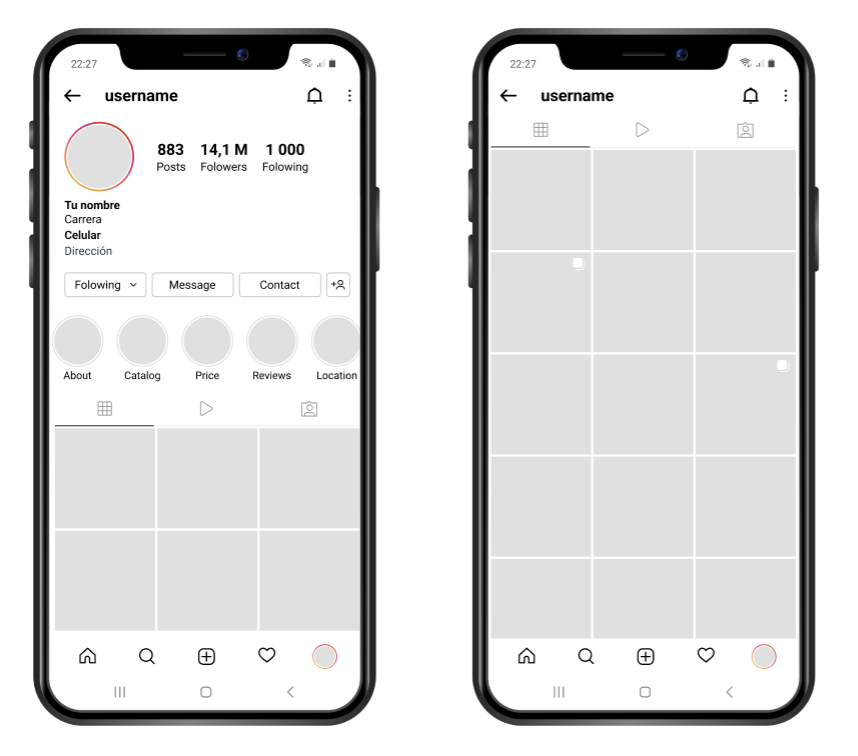 22:27
username
883 14,1 M 1 000
Posts Folowers Folowing
Tu nombre
Carrera
Celular
Dirección
Folowing Message Contact
About Catalog Price Reviews Location
22:27
username